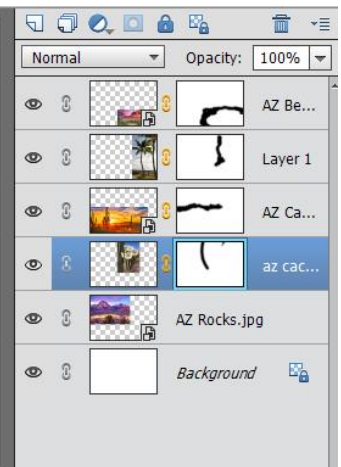 Normal Opacity: 100%
AZ Be...
Layer 1
AZ Ca...
az cac...
AZ Rocks.jpg
Background